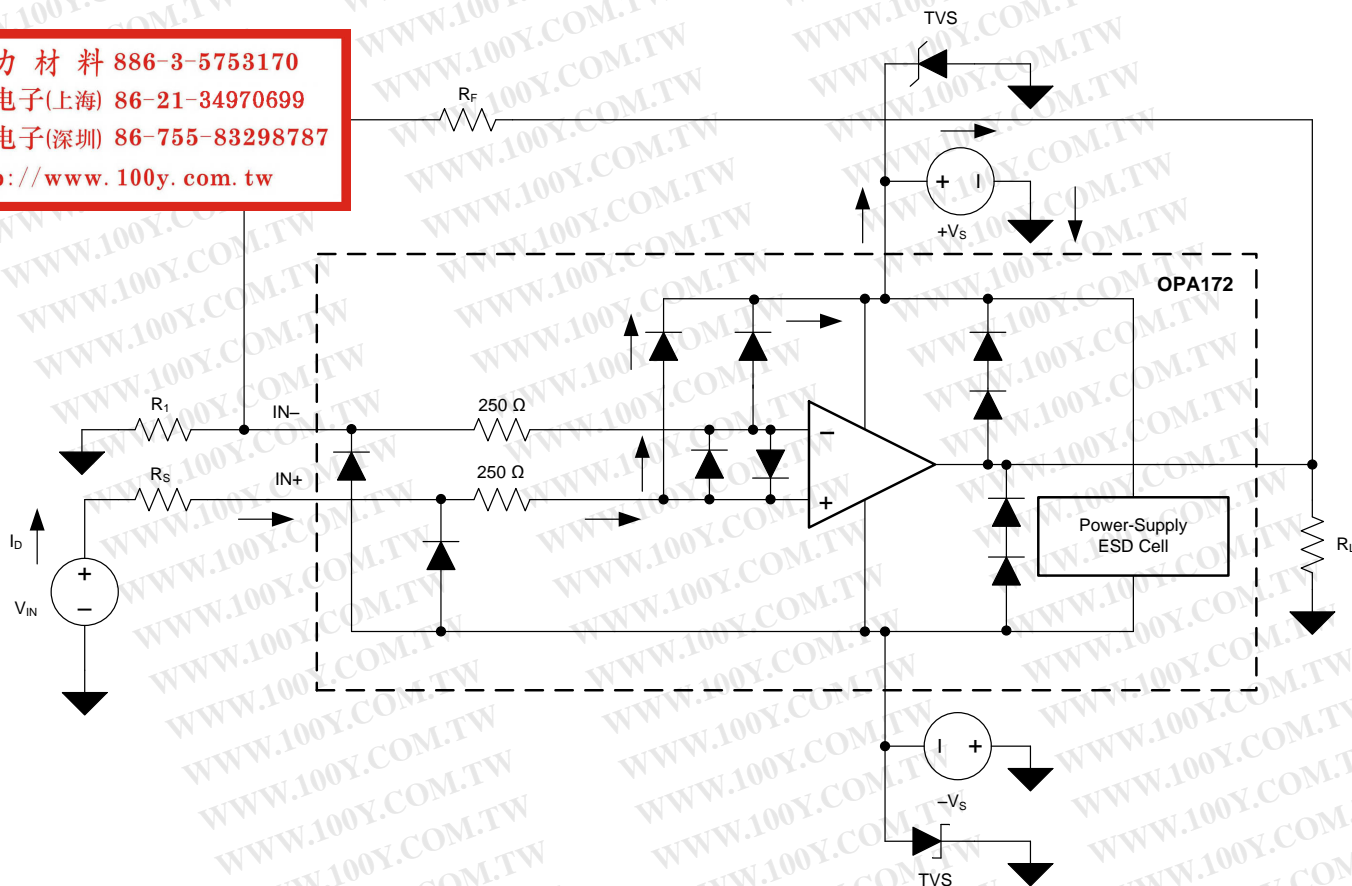 TVS
力 材 料 886-3-5753170
电子(上海) 86-21-34970699
电子(深圳) 86-755-83298787
://www. 100y. com. tw
RF
+ −
+VS
OPA172
R1
IN–
250 Ω
RS
IN+
250 Ω
−
+
ID
VIN
+
−
Power-Supply
ESD Cell
RL
− +
–VS
TVS
WWW.100Y.COM.TW